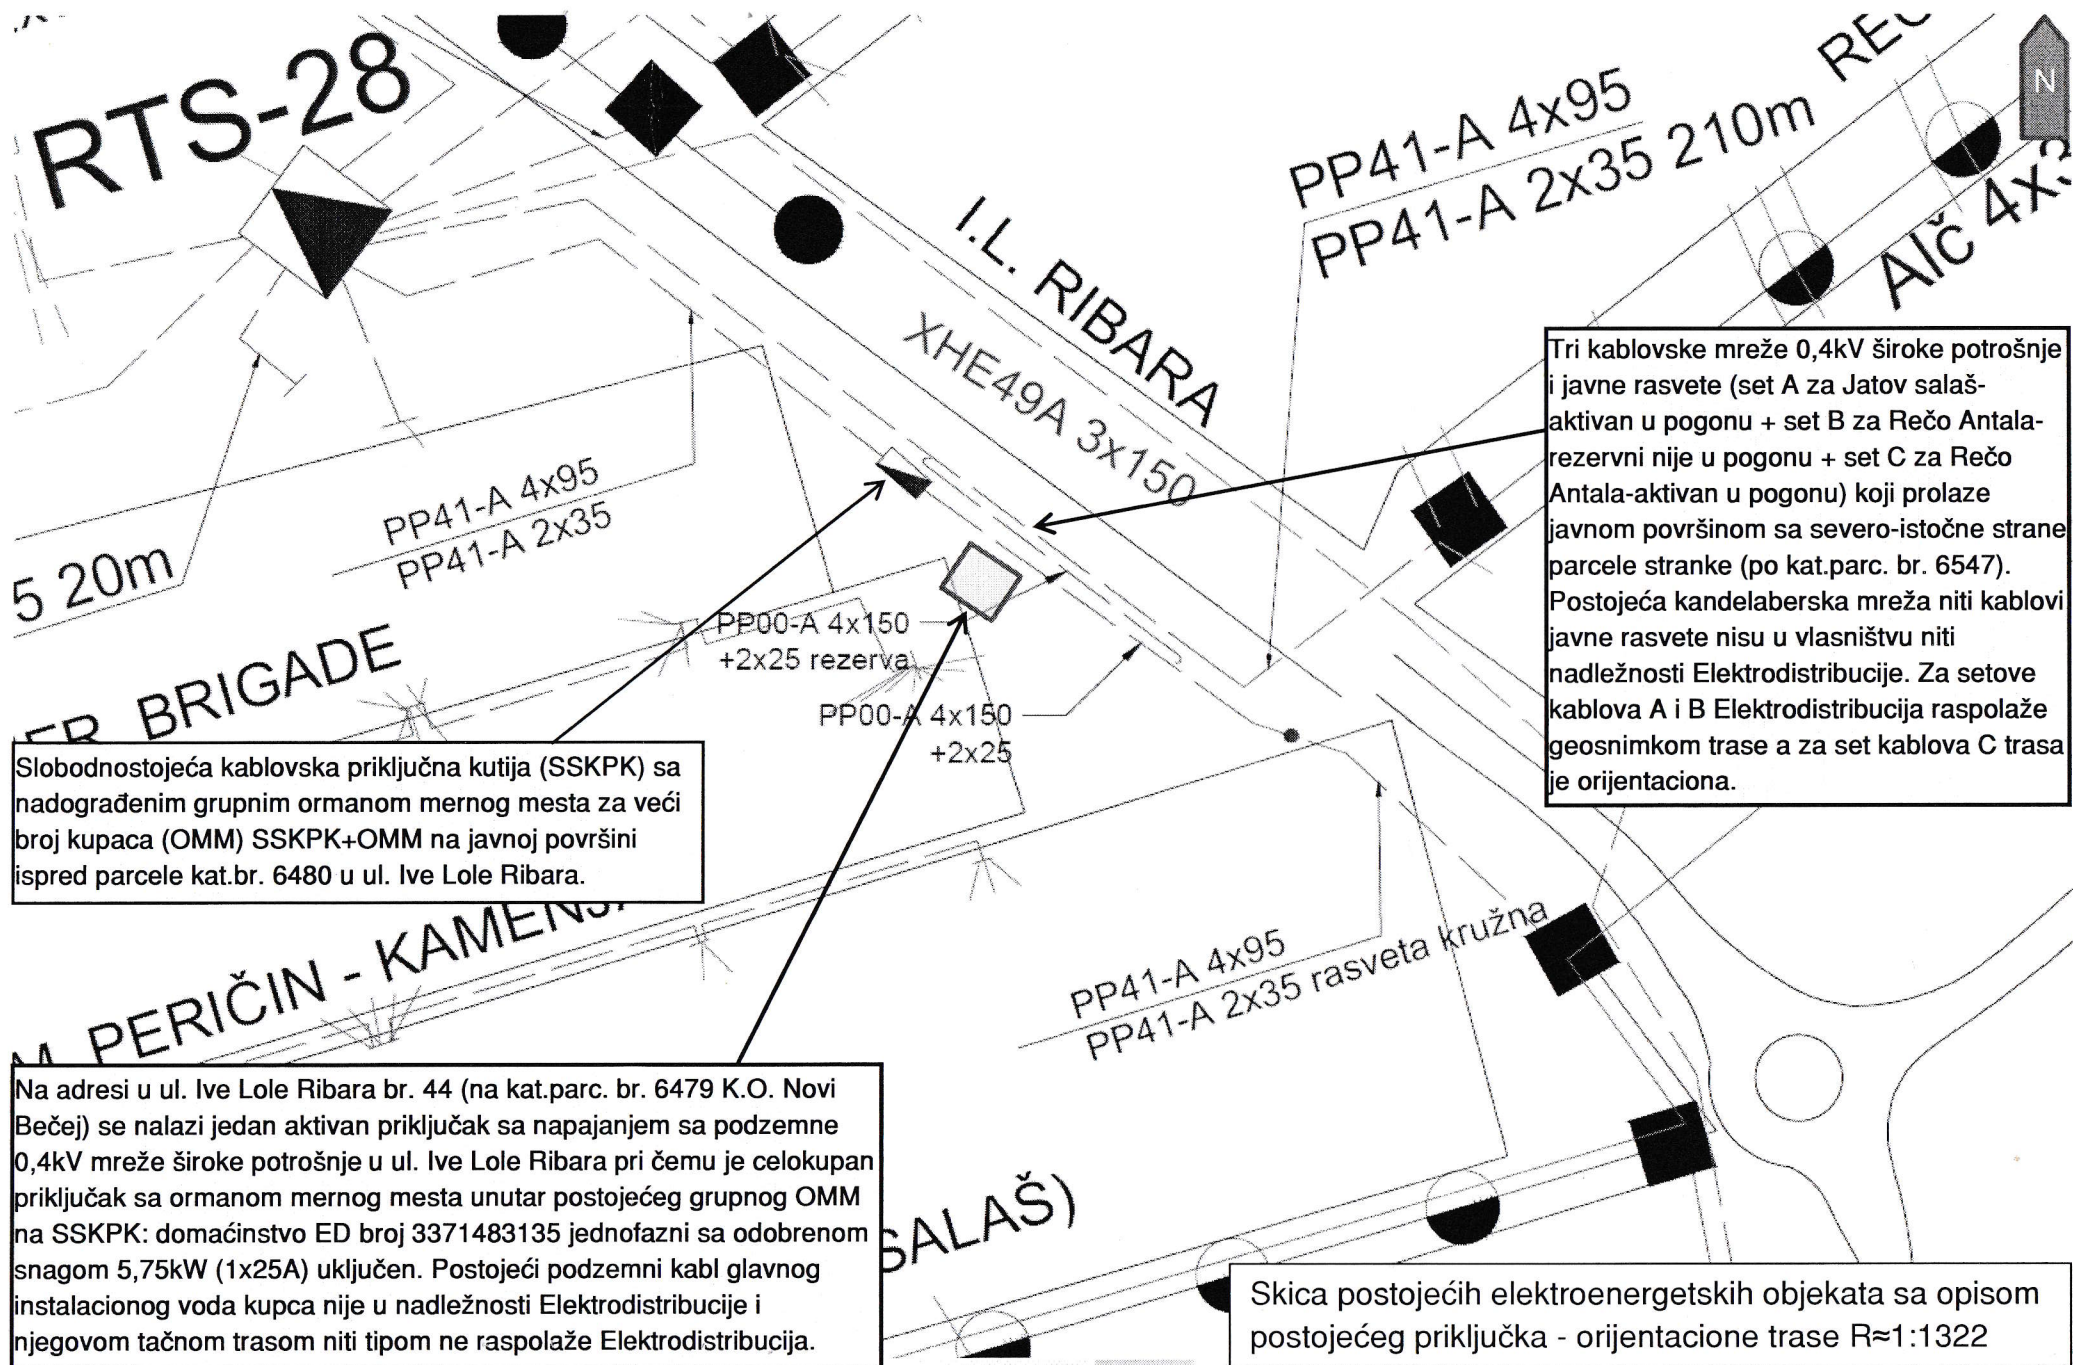 RTS-28
N
PP41-A 4x95
PP41-A 2x35 210m
Alč
I.L. RIBARA
XHE49A 3x150
Tri kablovske mreže 0,4kV široke potrošnje
i javne rasvete (set A za Jatov salaš-
aktivan u pogonu + set B za Rečo Antala-
rezervni nije u pogonu + set C za Rečo
Antala-aktivan u pogonu) koji prolaze
javnom površinom sa severo-istočne strane
parcele stranke (po kat.parc. br. 6547).
Postojeća kandelaberska mreža niti kablovi
javne rasvete nisu u vlasništvu niti
nadležnosti Elektrodistribucije. Za setove
kablova A i B Elektrodistribucija raspolaže
geosnimkom trase a za set kablova C trasa
je orijentaciona.
PP41-A 4x95
PP41-A 2x35
5 20m
PP00-A 4x150
+2x25 rezerva
PP00-A 4x150
+2x25
BRIGADE
Slobodnostojeća kablovska priključna kutija (SSKPK) sa
nadograđenim grupnim ormanom mernog mesta za veći
broj kupaca (OMM) SSKPK+OMM na javnoj površini
ispred parcele kat.br. 6480 u ul. Ive Lole Ribara.
M. PERIČIN -
PP41-A 4x95
PP41-A 2x35 rasveta kružna
Na adresi u ul. Ive Lole Ribara br. 44 (na kat.parc. br. 6479 K.O. Novi
Bečej) se nalazi jedan aktivan priključak sa napajanjem sa podzemne
0,4kV mreže široke potrošnje u ul. Ive Lole Ribara pri čemu je celokupan
priključak sa ormanom mernog mesta unutar postojećeg grupnog OMM
na SSKPK: domaćinstvo ED broj 3371483135 jednofazni sa odobrenom
snagom 5,75kW (1x25A) uključen. Postojeći podzemni kabl glavnog
instalacionog voda kupca nije u nadležnosti Elektrodistribucije i
njegovom tačnom trasom niti tipom ne raspolaže Elektrodistribucija.
SALAŠ)
Skica postojećih elektroenergetskih objekata sa opisom
postojećeg priključka - orijentacione trase R≈1:1322